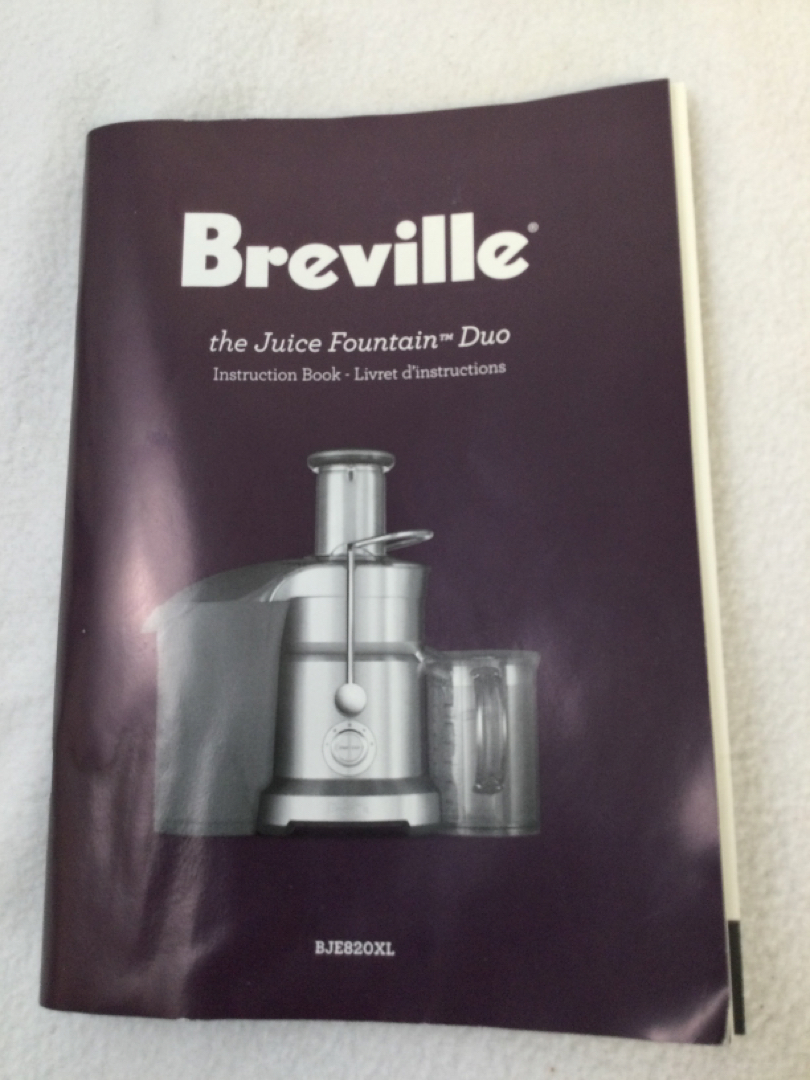 Breville®
the Juice Fountain™ Duo
Instruction Book - Livret d'instructions
BJE820XL